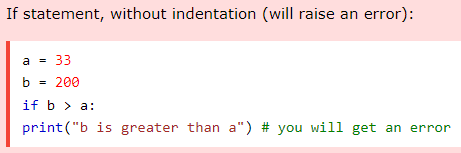 If statement, without indentation (will raise an error):
a = 33
b = 200
if b > a:
print("b is greater than a") # you will get an error